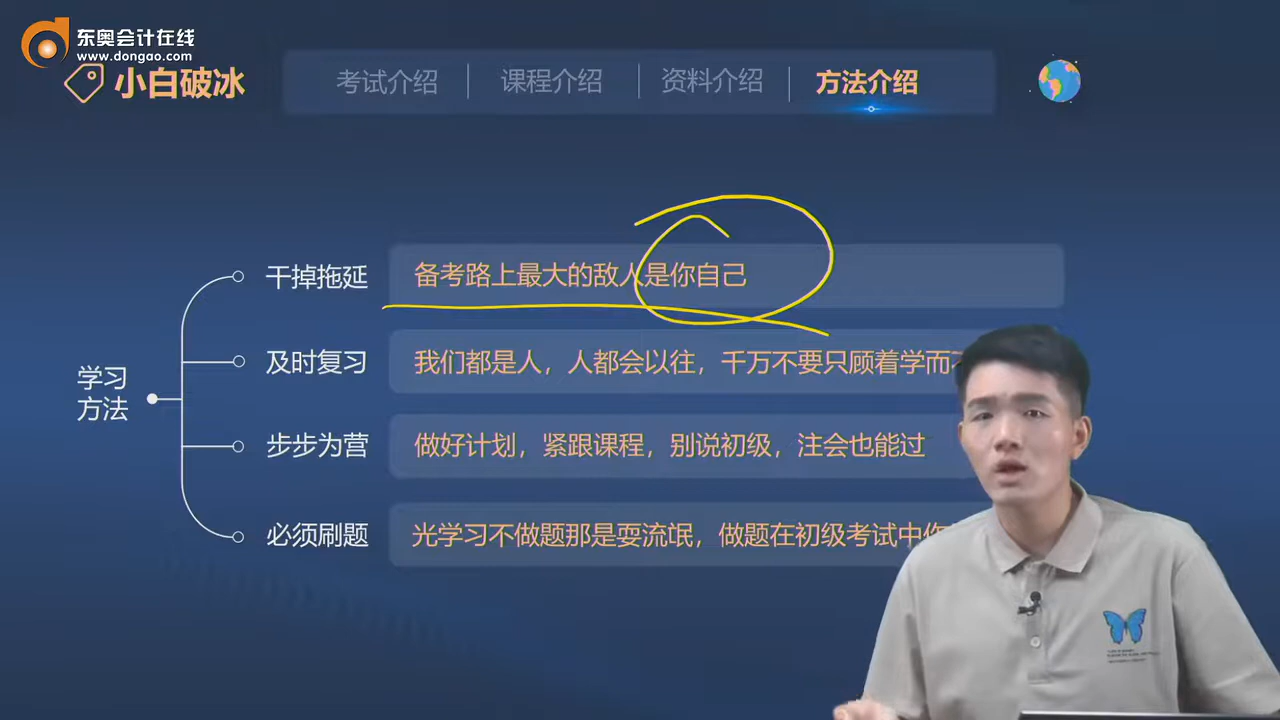 东奥会计在线
www.dongao.com
小白破冰
考试介绍
课程介绍
资料介绍
方法介绍
学习
方法
干掉拖延
备考路上最大的敌人是你自己
及时复习
我们都是人，人都会以往，千万不要只顾着学而
步步为营
做好计划，紧跟课程，别说初级，注会也能过
必须刷题
光学习不做题那是耍流氓，做题在初级考试中